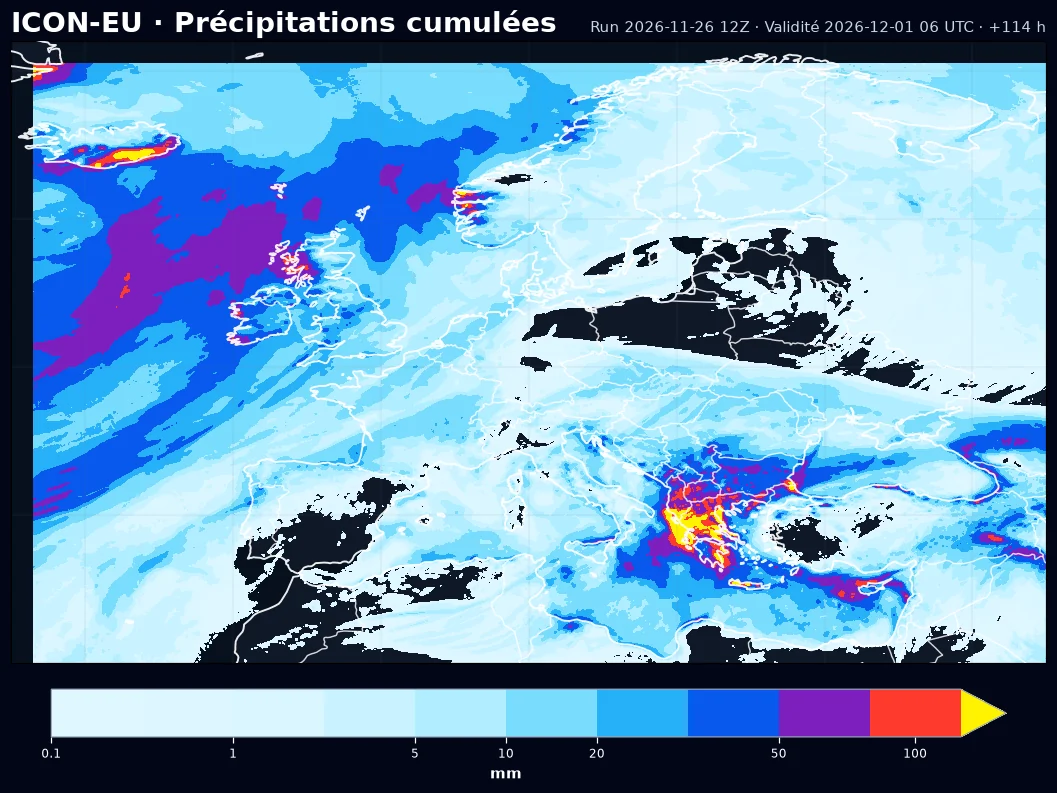 ICON-EU · Précipitations cumulées
Run 2026-11-26 12Z · Validité 2026-12-01 06 UTC · +114 h
0.1 1 5 10 20 50 100
mm